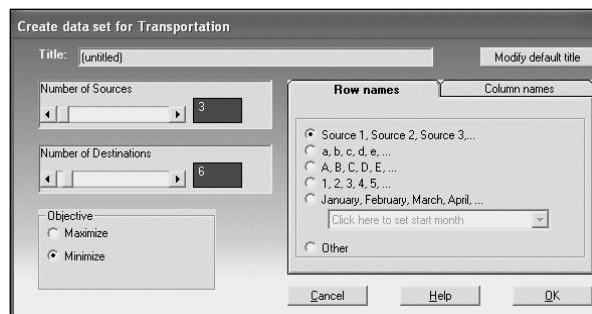 Create data set for Transportation
Title: (untitled)
Modify default title
Number of Sources
3
Number of Destinations
6
Objective
Maximize
Minimize
Row names
Column names
Source 1, Source 2, Source 3,...
a, b, c, d, e, ...
A, B, C, D, E, ...
1, 2, 3, 4, 5, ...
January, February, March, April, ...
Click here to set start month
Other
Cancel
Help
OK